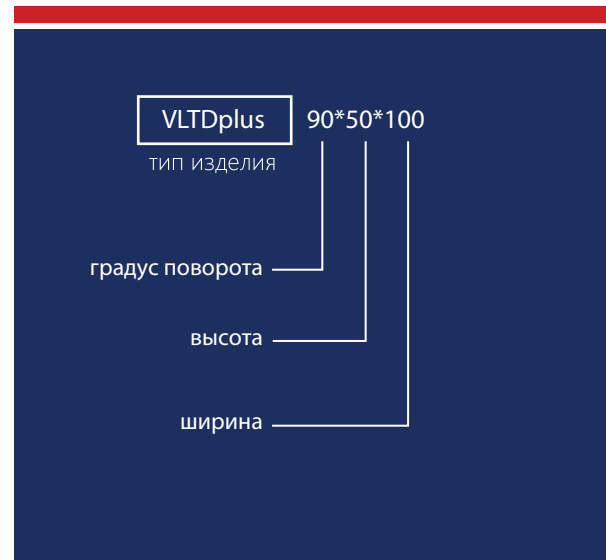 VLTDplus 90*50*100
тип изделия
градус поворота
высота
ширина